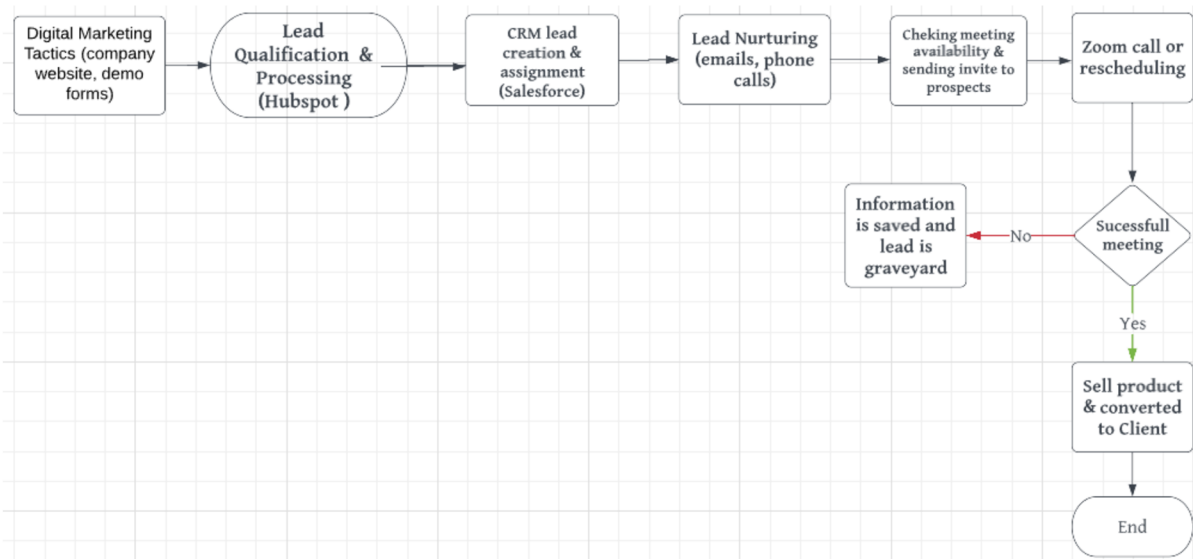 Digital Marketing
Tactics (company
website, demo
forms)
Lead
Qualification &
Processing
(Hubspot )
CRM lead
creation &
assignment
(Salesforce)
Lead Nurturing
(emails, phone
calls)
Cheking meeting
availability &
sending invite to
prospects
Zoom call or
rescheduling
Information
is saved and
lead is
graveyard
No
Sucessfull
meeting
Yes
Sell product
& converted
to Client
End